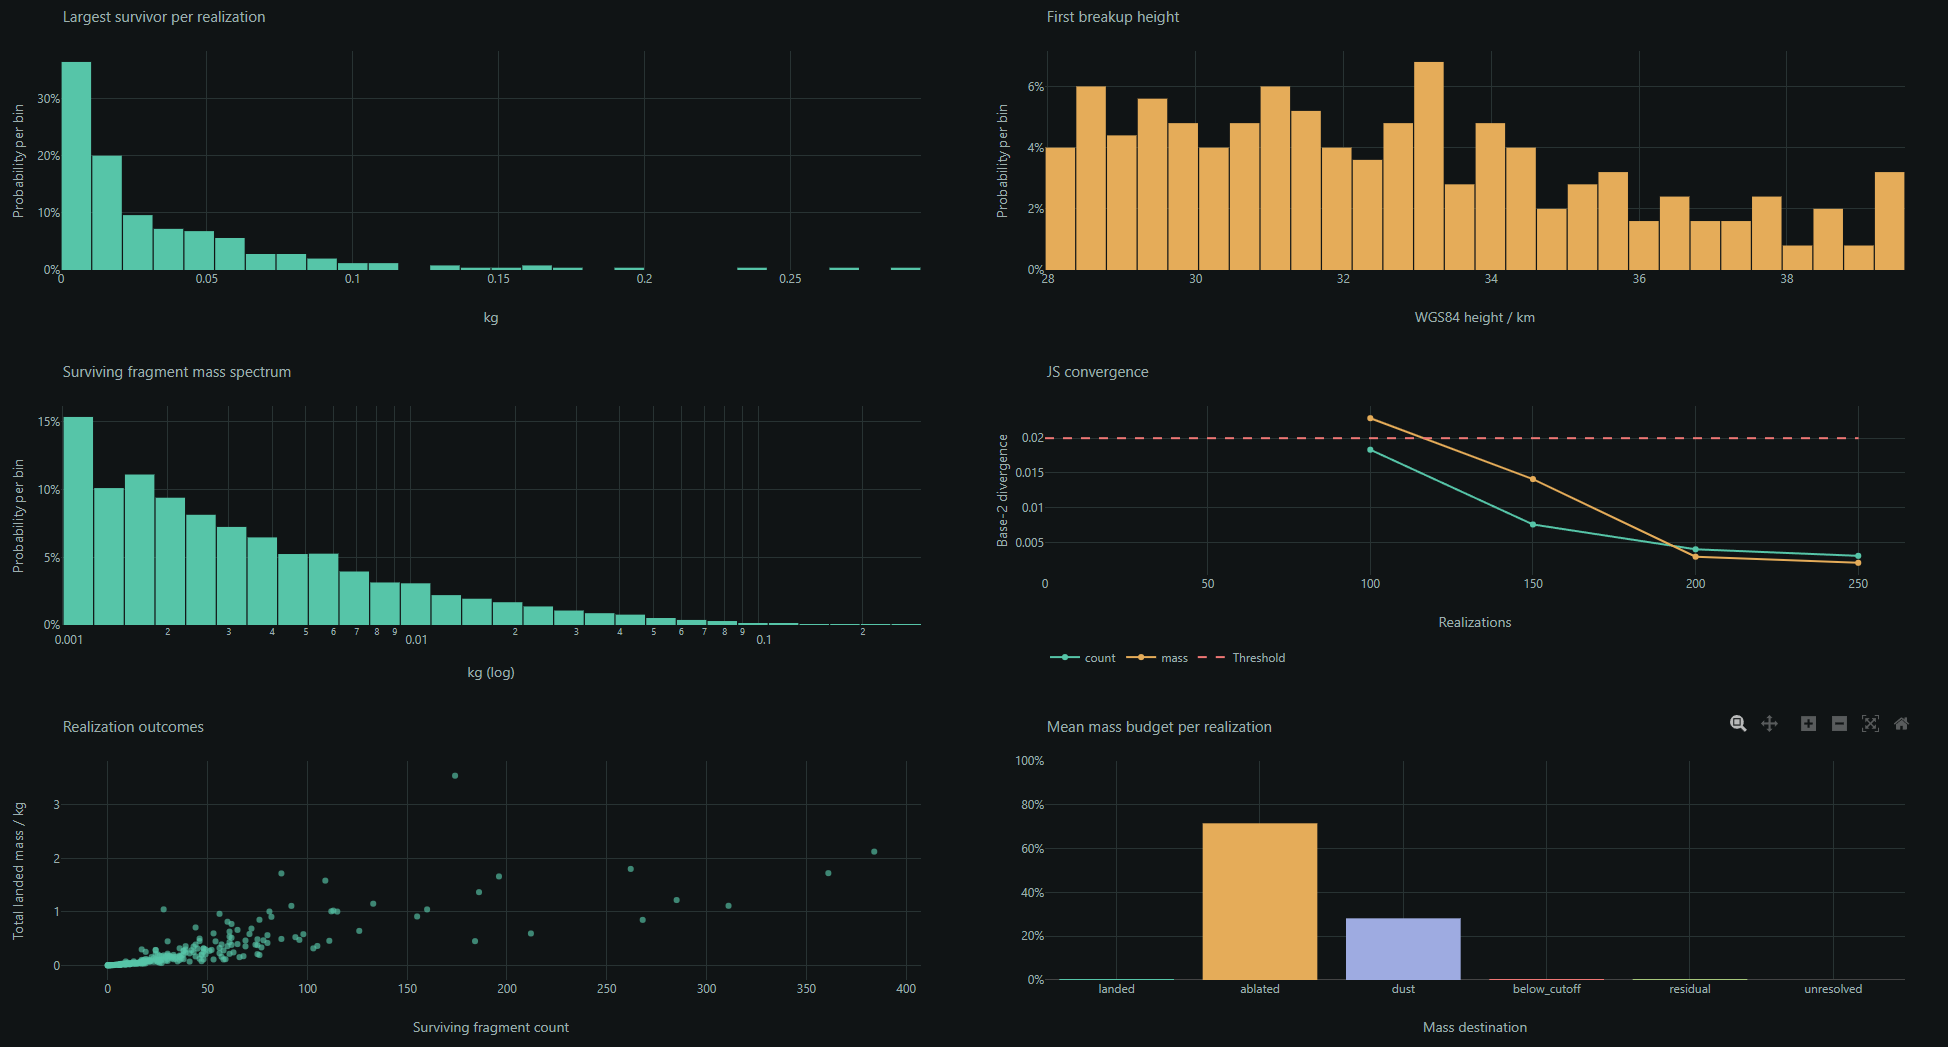 Largest survivor per realization
Probability per bin
30%
20%
10%
0%
0 0.05 0.1 0.15 0.2 0.25
kg
First breakup height
Probability per bin
6%
4%
2%
0%
28 30 32 34 36 38
WGS84 height / km
Surviving fragment mass spectrum
Probability per bin
15%
10%
5%
0%
0.001 2 3 4 5 6 7 8 9 0.01 2 3 4 5 6 7 8 9 0.1 2
kg (log)
JS convergence
Base-2 divergence
0.02
0.015
0.01
0.005
0 50 100 150 200 250
Realizations
count mass Threshold
Realization outcomes
Total landed mass / kg
3
2
1
0
0 50 100 150 200 250 300 350 400
Surviving fragment count
Mean mass budget per realization
100%
80%
60%
40%
20%
0%
landed ablated dust below_cutoff residual unresolved
Mass destination